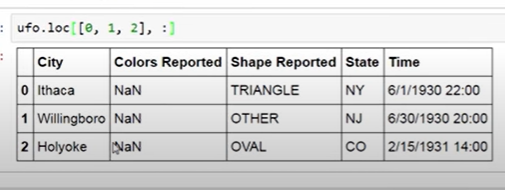 ufo.loc[[0, 1, 2], :]
City Colors Reported Shape Reported State Time
0 Ithaca NaN TRIANGLE NY 6/1/1930 22:00
1 Willingboro NaN OTHER NJ 6/30/1930 20:00
2 Holyoke NaN OVAL CO 2/15/1931 14:00